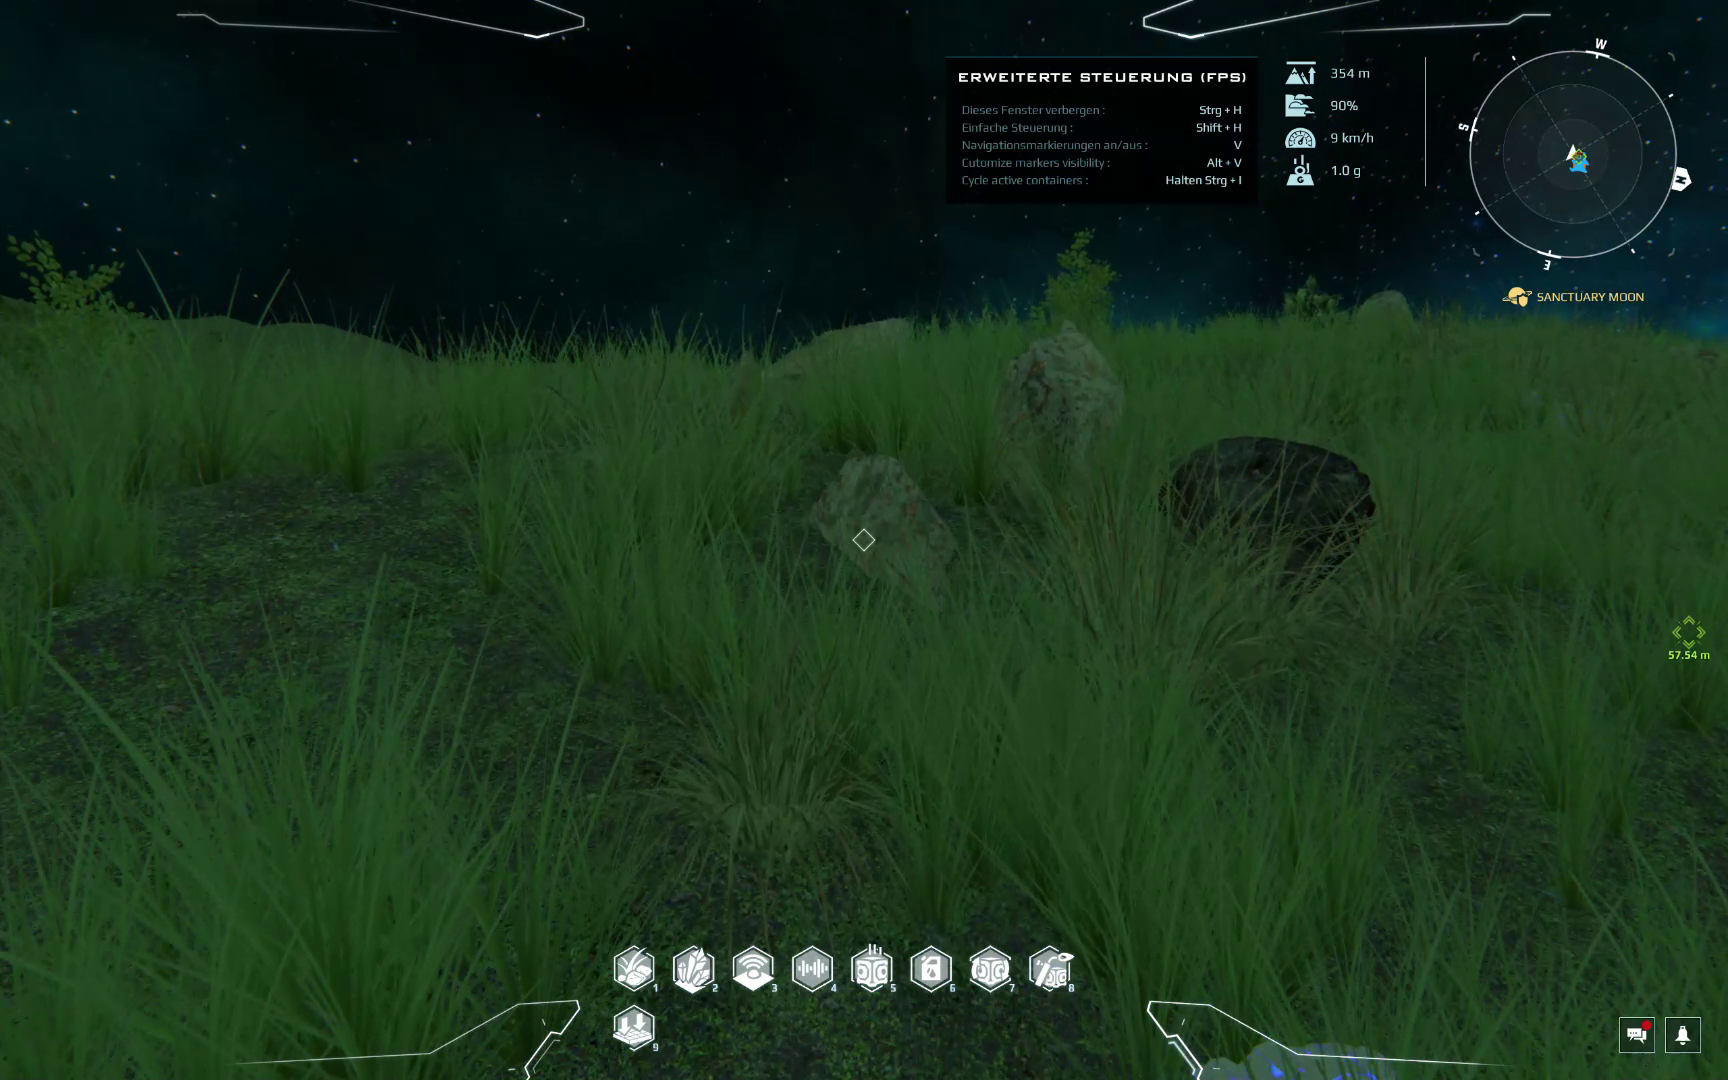 ERWEITERTE STEUERUNG (FPS)
Dieses Fenster verbergen : Strg + H
Einfache Steuerung : Shift + H
Navigationsmarkierungen an/aus : V
Cutomize markers visibility : Alt + V
Cycle active containers : Halten Strg + I
354 m
90%
9 km/h
G 1.0 g
W
S
N
E
SANCTUARY MOON
57.54 m
1 2 3 4 5 6 7 8
9